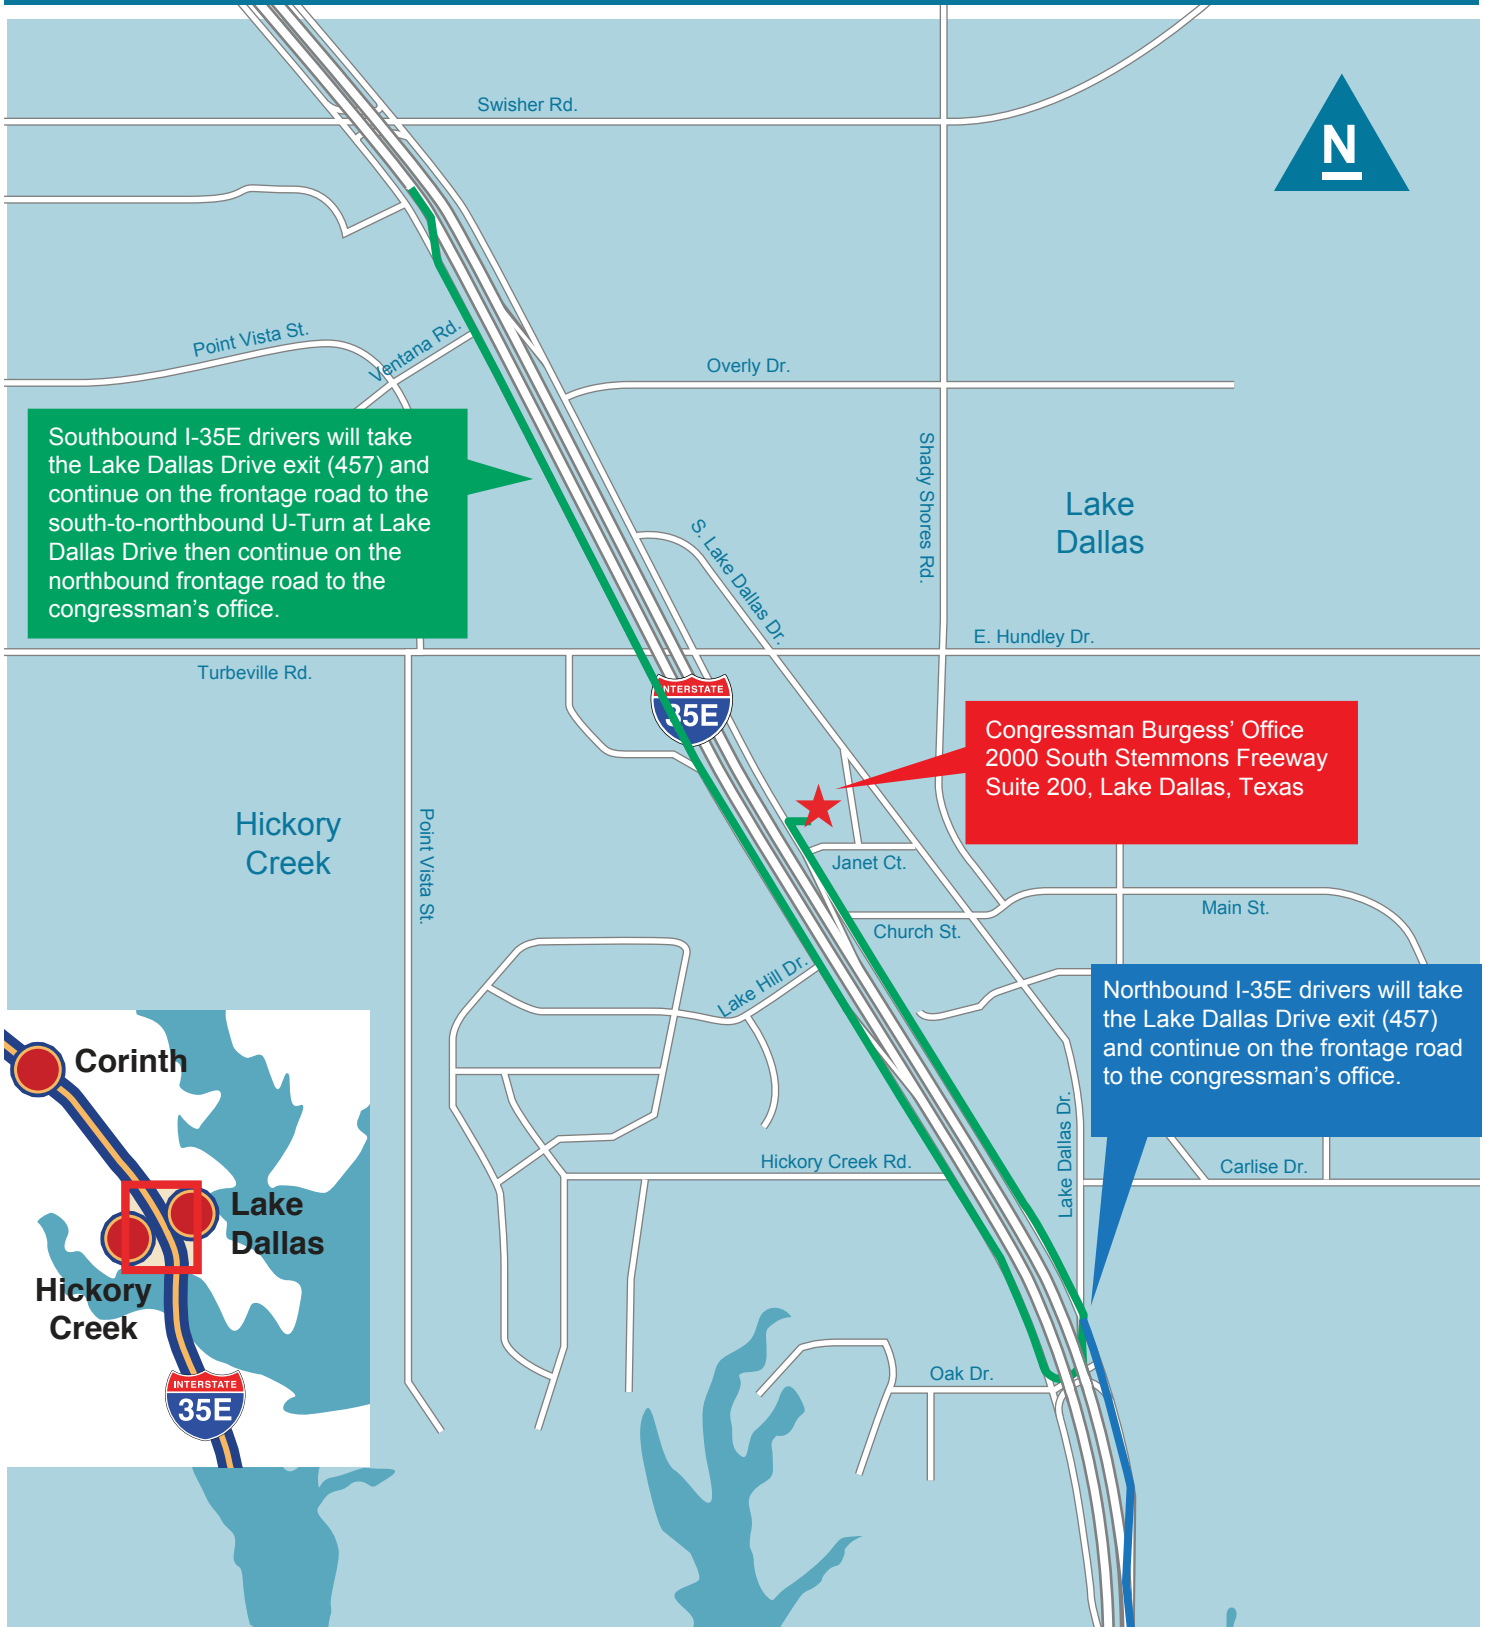 Swisher Rd.
N
Point Vista St.
Ventana Rd.
Overly Dr.
Southbound I-35E drivers will take
the Lake Dallas Drive exit (457) and
continue on the frontage road to the
south-to-northbound U-Turn at Lake
Dallas Drive then continue on the
northbound frontage road to the
congressman’s office.
Shady Shores Rd.
Lake
Dallas
S. Lake Dallas Dr.
E. Hundley Dr.
Turbeville Rd.
INTERSTATE
35E
Congressman Burgess’ Office
2000 South Stemmons Freeway
Suite 200, Lake Dallas, Texas
Hickory
Creek
Point Vista St.
Janet Ct.
Main St.
Church St.
Lake Hill Dr.
Northbound I-35E drivers will take
the Lake Dallas Drive exit (457)
and continue on the frontage road
to the congressman’s office.
Lake Dallas Dr.
Hickory Creek Rd.
Carlise Dr.
Oak Dr.
Corinth
Lake
Dallas
Hickory
Creek
INTERSTATE
35E